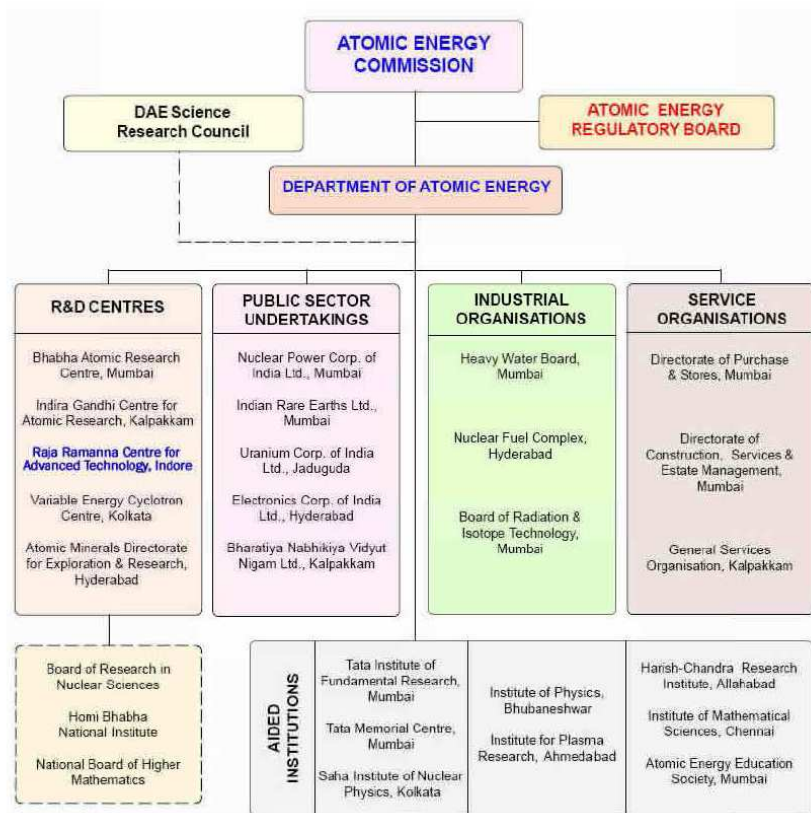 ATOMIC ENERGY
COMMISSION
DAE Science
Research Council
ATOMIC ENERGY
REGULATORY BOARD
DEPARTMENT OF ATOMIC ENERGY
R&D CENTRES
Bhabha Atomic Research
Centre, Mumbai
Indira Gandhi Centre for
Atomic Research, Kalpakkam
Raja Ramanna Centre for
Advanced Technology, Indore
Variable Energy Cyclotron
Centre, Kolkata
Atomic Minerals Directorate
for Exploration & Research,
Hyderabad
PUBLIC SECTOR
UNDERTAKINGS
Nuclear Power Corp. of
India Ltd., Mumbai
Indian Rare Earths Ltd.,
Mumbai
Uranium Corp. of India
Ltd., Jaduguda
Electronics Corp. of India
Ltd., Hyderabad
Bharatiya Nabhikiya Vidyut
Nigam Ltd., Kalpakkam
INDUSTRIAL
ORGANISATIONS
Heavy Water Board,
Mumbai
Nuclear Fuel Complex,
Hyderabad
Board of Radiation &
Isotope Technology,
Mumbai
SERVICE
ORGANISATIONS
Directorate of Purchase
& Stores, Mumbai
Directorate of
Construction, Services &
Estate Management,
Mumbai
General Services
Organisation, Kalpakkam
Board of Research in
Nuclear Sciences
Homi Bhabha
National Institute
National Board of Higher
Mathematics
AIDED
INSTITUTIONS
Tata Institute of
Fundamental Research,
Mumbai
Tata Memorial Centre,
Mumbai
Saha Institute of Nuclear
Physics, Kolkata
Institute of Physics,
Bhubaneshwar
Institute for Plasma
Research, Ahmedabad
Harish-Chandra Research
Institute, Allahabad
Institute of Mathematical
Sciences, Chennai
Atomic Energy Education
Society, Mumbai